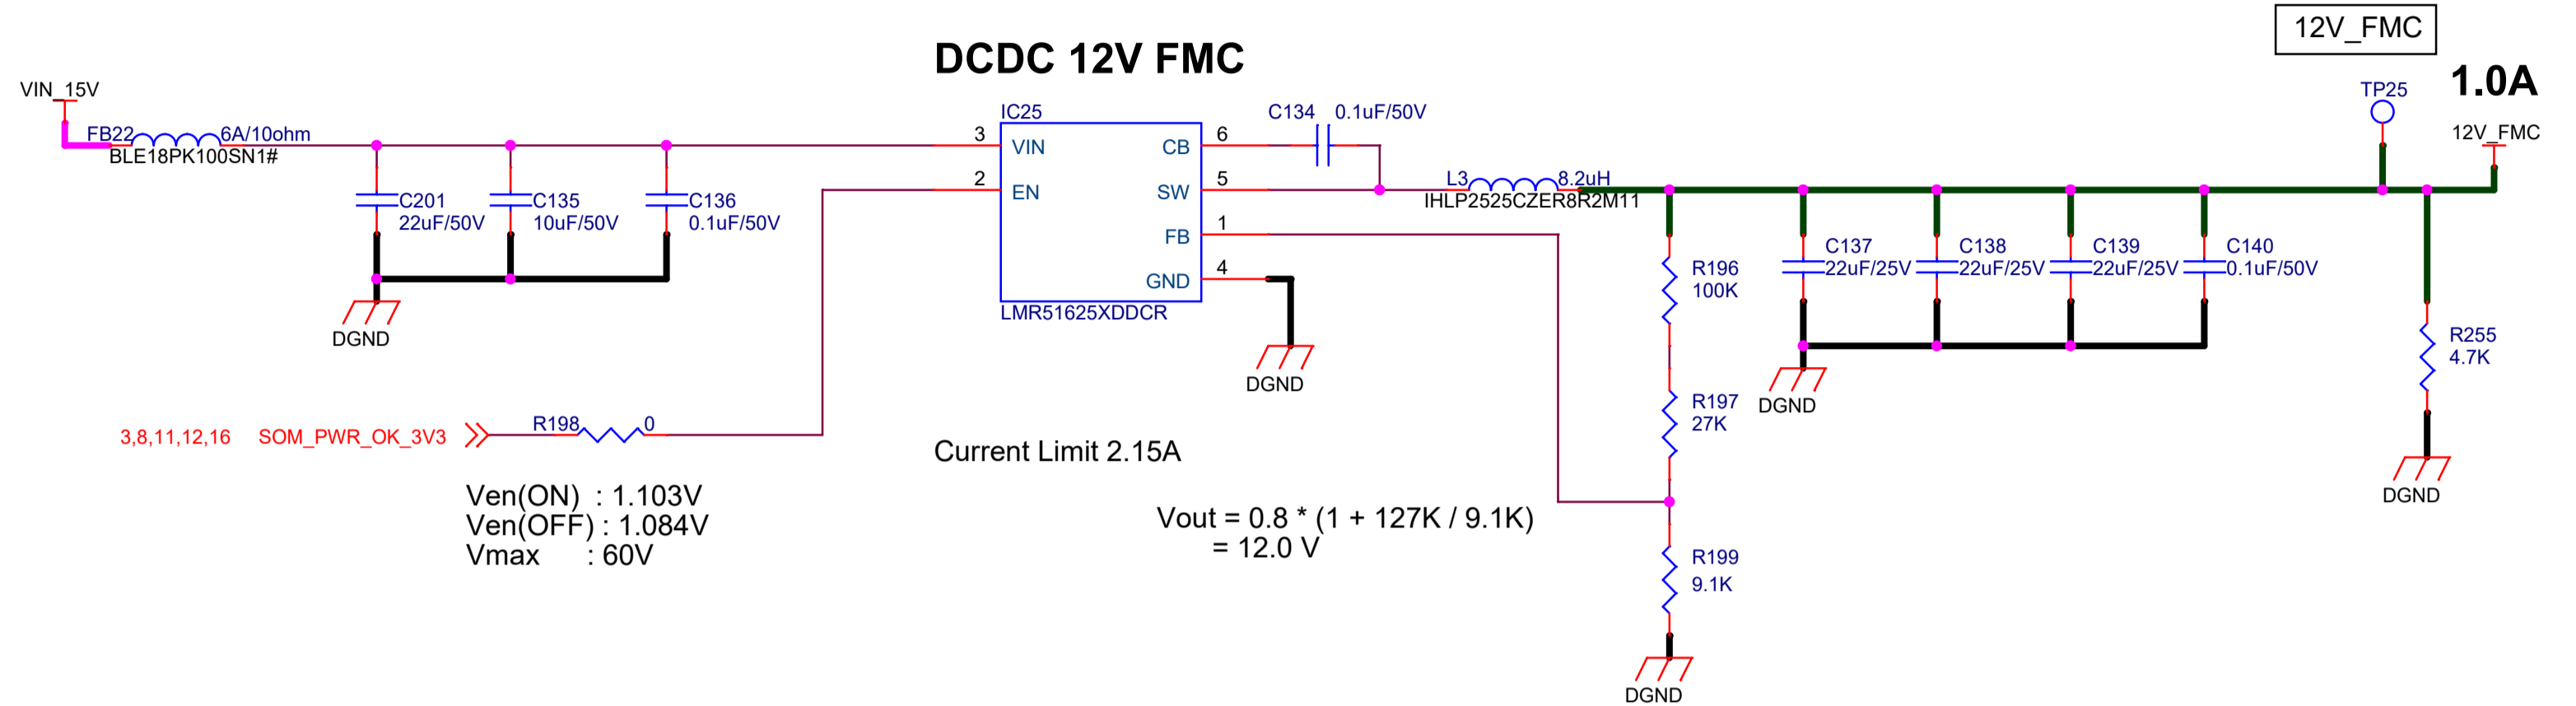 12V_FMC
DCDC 12V FMC
1.0A
VIN_15V
TP25
12V_FMC
FB22
6A/10ohm
BLE18PK100SN1#
IC25
C134
0.1uF/50V
3
VIN
CB
6
2
EN
SW
5
L3
8.2uH
IHLP2525CZER8R2M11
C201
22uF/50V
C135
10uF/50V
C136
0.1uF/50V
FB
1
GND
4
LMR51625XDDCR
R196
100K
C137
22uF/25V
C138
22uF/25V
C139
22uF/25V
C140
0.1uF/50V
DGND
DGND
DGND
R255
4.7K
R197
27K
3,8,11,12,16
SOM_PWR_OK_3V3
R198
0
Current Limit 2.15A
DGND
Ven(ON) : 1.103V
Ven(OFF) : 1.084V
Vmax : 60V
Vout = 0.8 * (1 + 127K / 9.1K)
= 12.0 V
R199
9.1K
DGND